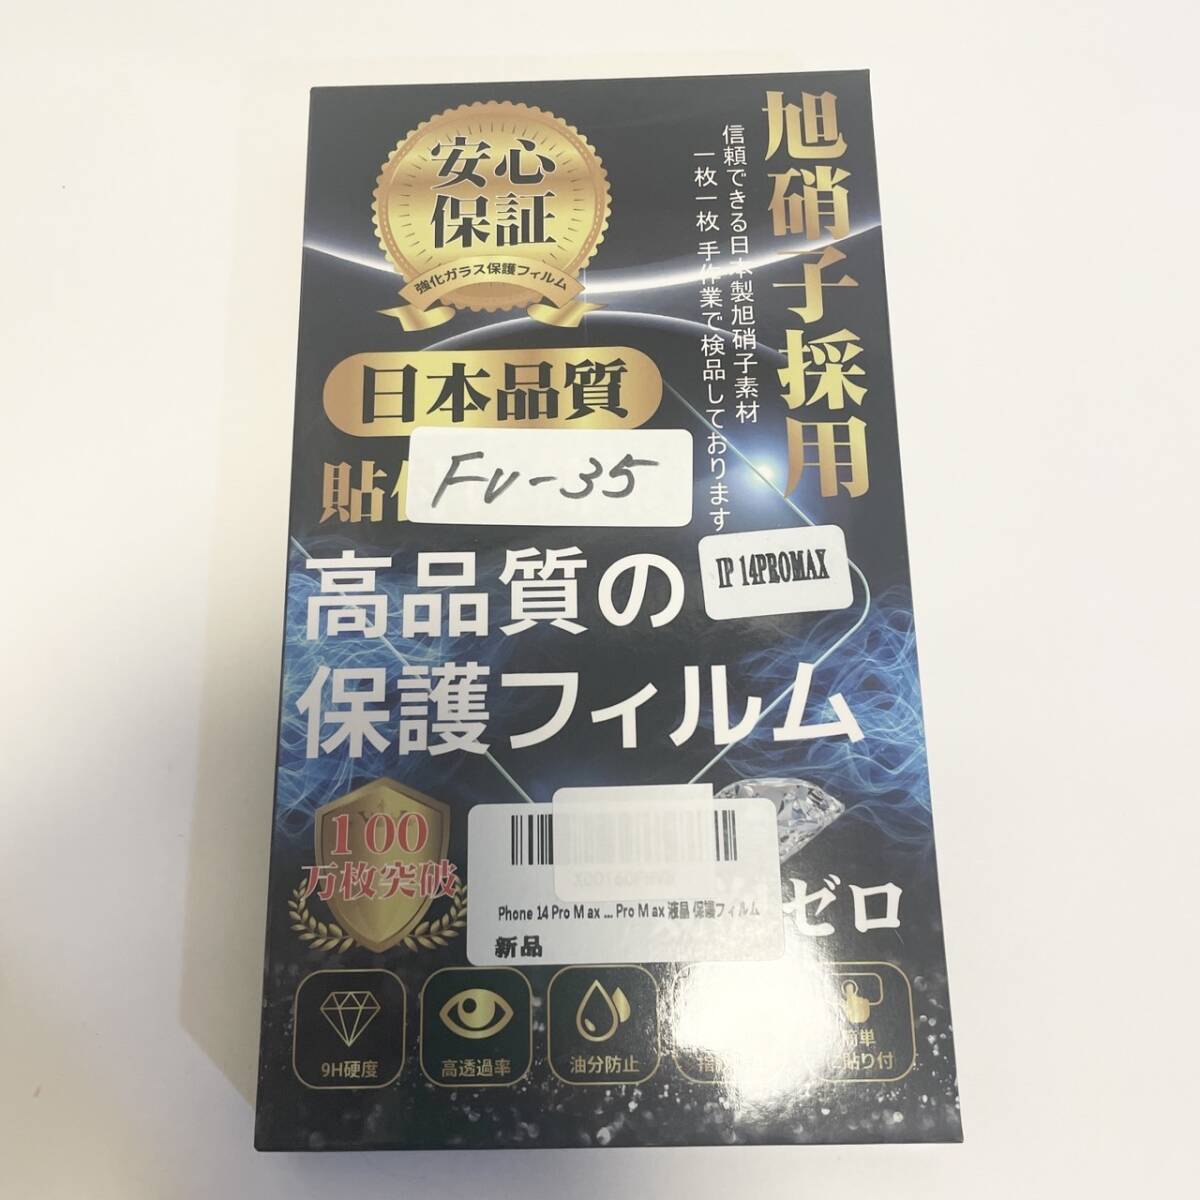 安心
保証
強化ガラス保護フィルム
旭硝子採用
信頼できる日本製旭硝子素材
一枚一枚 手作業で検品しております
日本品質
貼付
FV-35
IP 14PROMAX
高品質の
保護フィルム
100
万枚突破
Phone 14 Pro Max ... Pro Max 液晶 保護フィルム
新品
ゼロ
9H硬度
高透過率
油分防止
指
簡単
貼り付